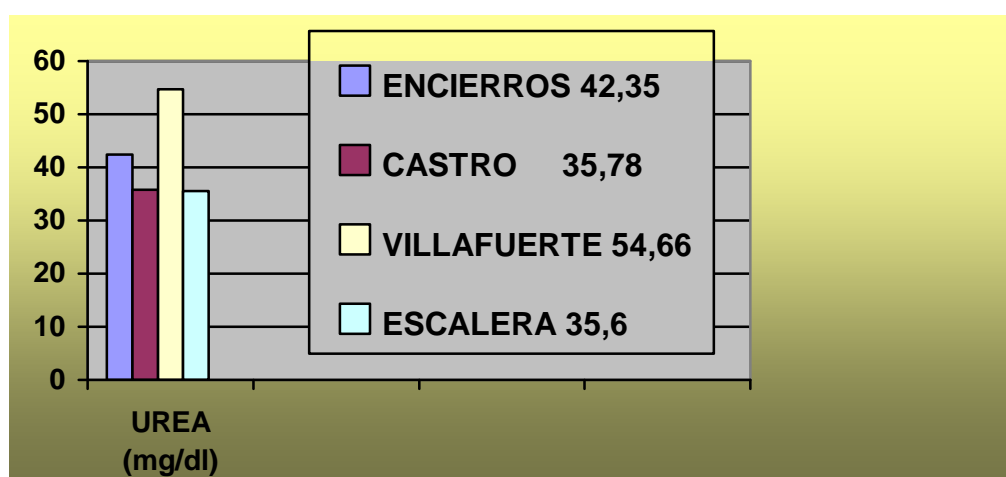 60
50
40
30
20
10
0
UREA
(mg/dl)
ENCIERROS 42,35
CASTRO 35,78
VILLAFUERTE 54,66
ESCALERA 35,6